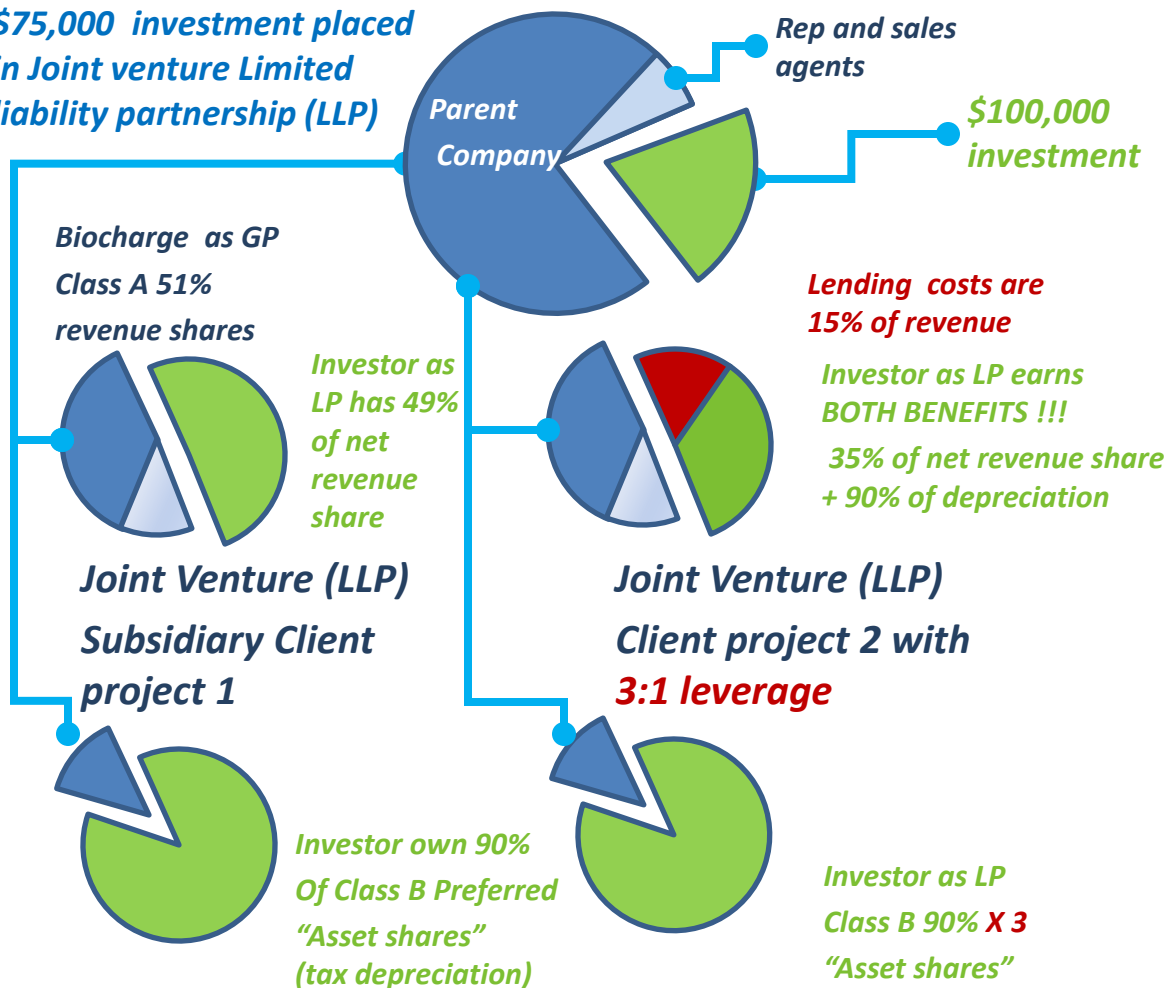 $75,000 investment placed
in Joint venture Limited
liability partnership (LLP)
Rep and sales
agents
Parent
Company
$100,000
investment
Biocharge as GP
Class A 51%
revenue shares
Investor as
LP has 49%
of net
revenue
share
Lending costs are
15% of revenue
Investor as LP earns
BOTH BENEFITS !!!
35% of net revenue share
+ 90% of depreciation
Joint Venture (LLP)
Subsidiary Client
project 1
Joint Venture (LLP)
Client project 2 with
3:1 leverage
Investor own 90%
Of Class B Preferred
“Asset shares”
(tax depreciation)
Investor as LP
Class B 90% X 3
“Asset shares”